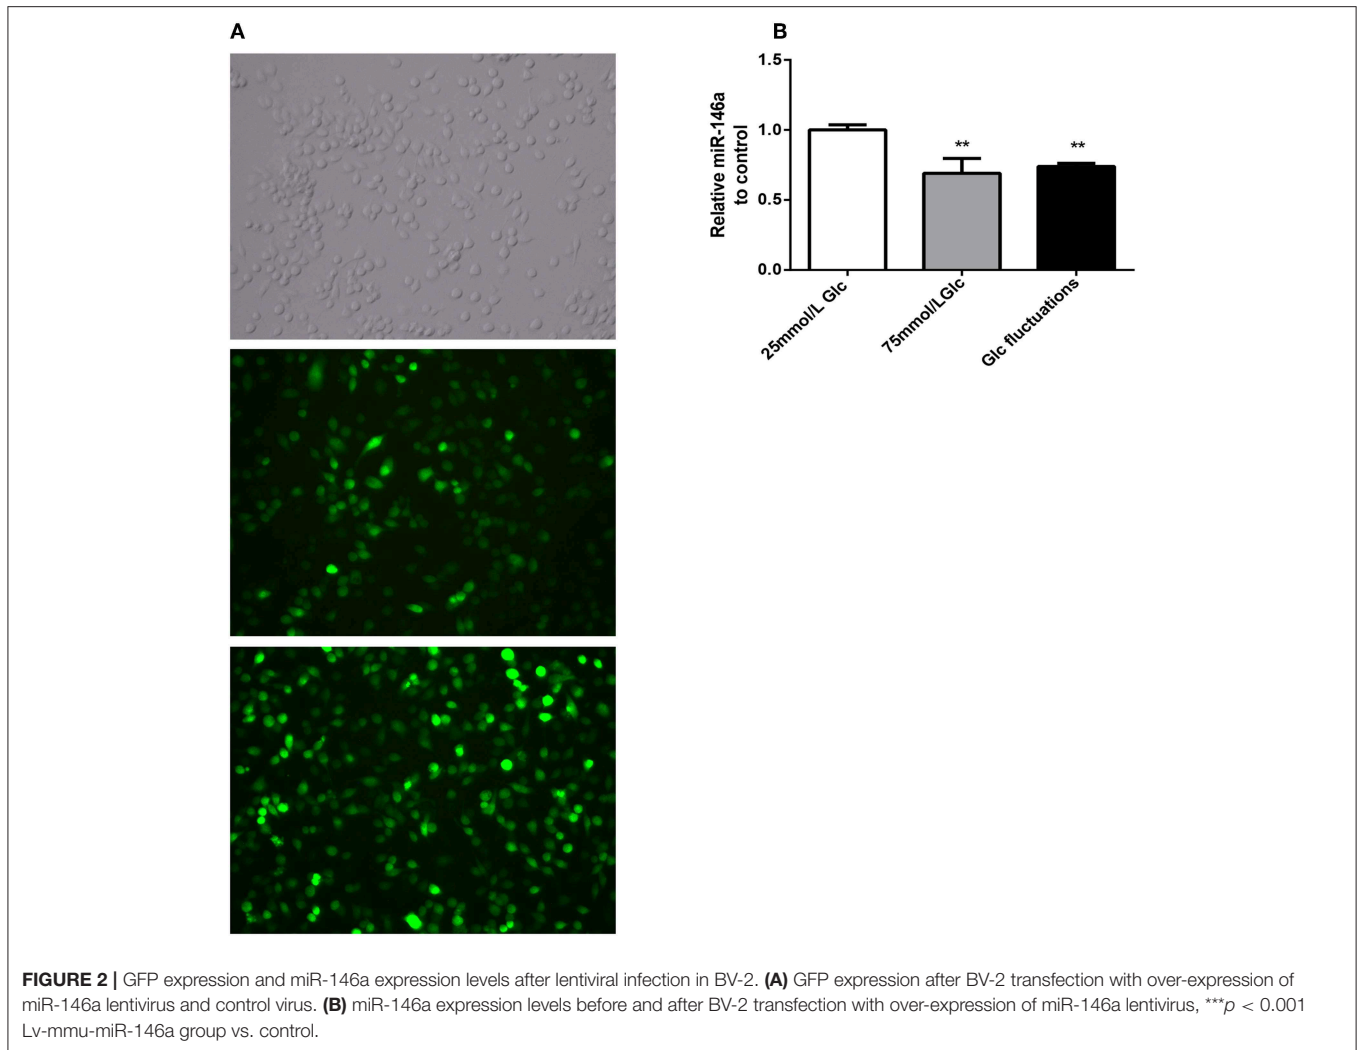 A
B
Relative miR-146a
to control
1.5
1.0
0.5
0.0
**
**
25mmol/L Glc
75mmol/LGlc
Glc fluctuations
FIGURE 2 | GFP expression and miR-146a expression levels after lentiviral infection in BV-2. (A) GFP expression after BV-2 transfection with over-expression of
miR-146a lentivirus and control virus. (B) miR-146a expression levels before and after BV-2 transfection with over-expression of miR-146a lentivirus, ***p < 0.001
Lv-mmu-miR-146a group vs. control.